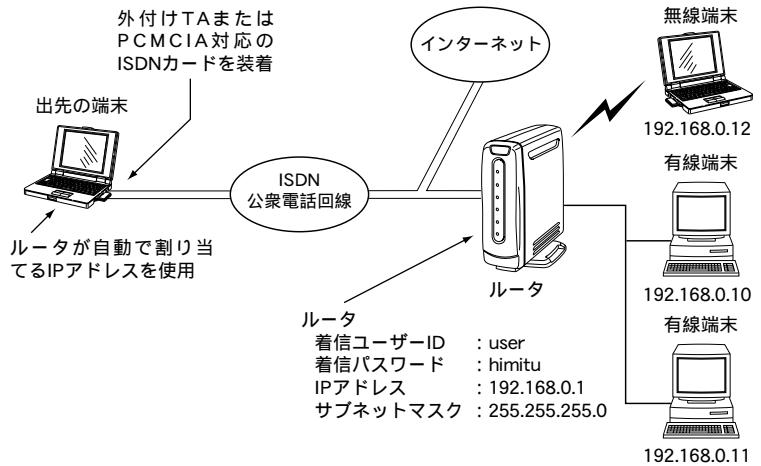 外付けTAまたは
PCMCIA対応の
ISDNカードを装着
インターネット
無線端末
出先の端末
192.168.0.12
有線端末
ISDN
公衆電話回線
ルータが自動で割り当
てるIPアドレスを使用
ルータ
192.168.0.10
有線端末
ルータ
着信ユーザーID : user
着信パスワード : himitu
IPアドレス : 192.168.0.1
サブネットマスク : 255.255.255.0
192.168.0.11